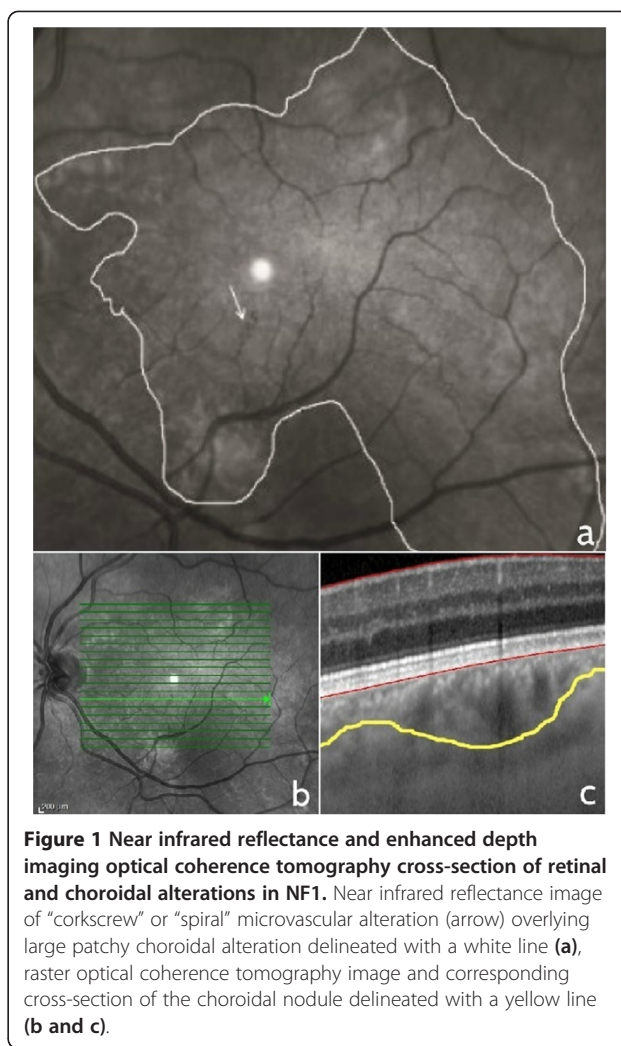 a
b
c
200 µm
Figure 1 Near infrared reflectance and enhanced depth
imaging optical coherence tomography cross-section of retinal
and choroidal alterations in NF1. Near infrared reflectance image
of “corkscrew” or “spiral” microvascular alteration (arrow) overlying
large patchy choroidal alteration delineated with a white line (a),
raster optical coherence tomography image and corresponding
cross-section of the choroidal nodule delineated with a yellow line
(b and c).